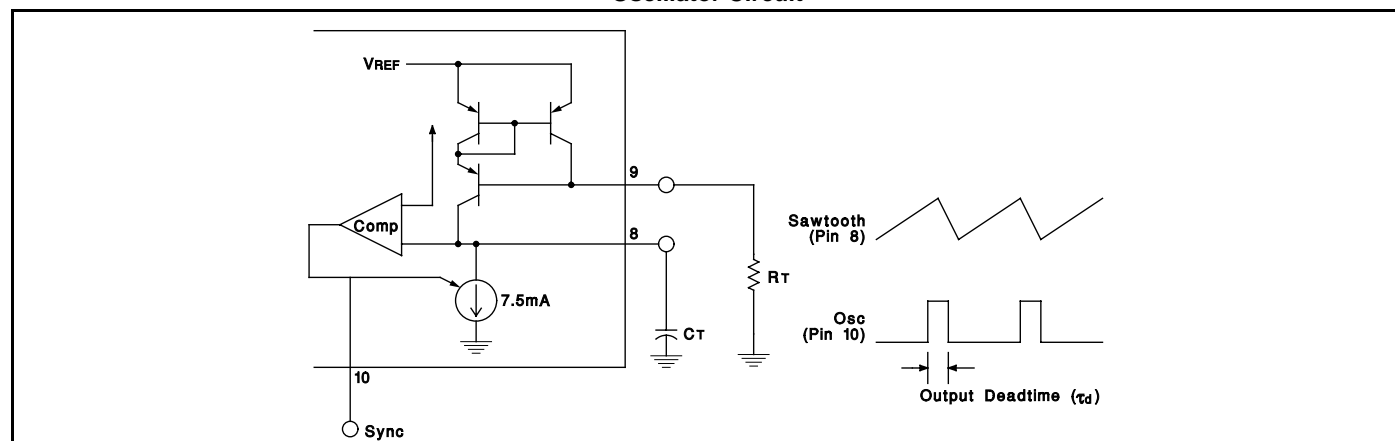 Oscillator Circuit
VREF
9
Comp
8
7.5mA
RT
CT
10
Sync
Sawtooth
(Pin 8)
Osc
(Pin 10)
Output Deadtime (τd)